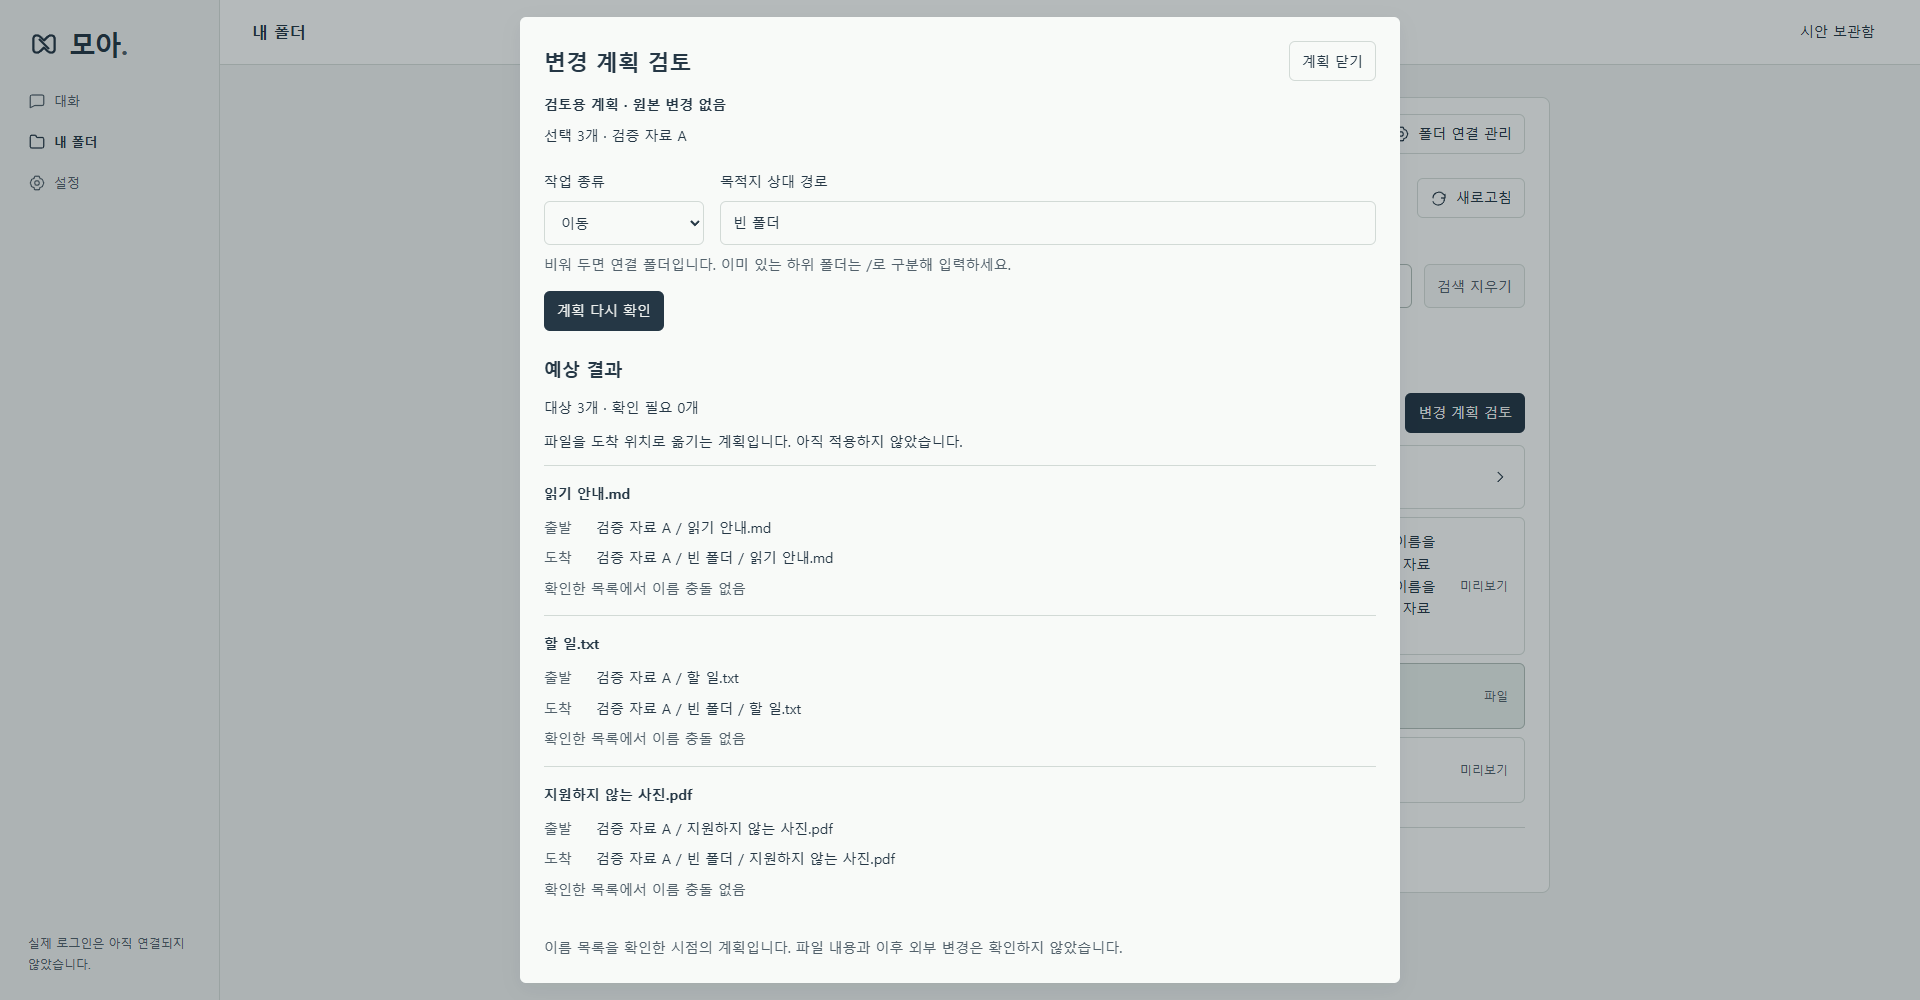 모아.
대화
내 폴더
설정
실제 로그인은 아직 연결되지
않았습니다.
내 폴더
시안 보관함
폴더 연결 관리
새로고침
검색 지우기
변경 계획 검토
이름을
자료
이름을
자료
미리보기
파일
미리보기
변경 계획 검토
계획 닫기
검토용 계획 · 원본 변경 없음
선택 3개 · 검증 자료 A
작업 종류
목적지 상대 경로
이동
빈 폴더
비워 두면 연결 폴더입니다. 이미 있는 하위 폴더는 /로 구분해 입력하세요.
계획 다시 확인
예상 결과
대상 3개 · 확인 필요 0개
파일을 도착 위치로 옮기는 계획입니다. 아직 적용하지 않았습니다.
읽기 안내.md
출발 검증 자료 A / 읽기 안내.md
도착 검증 자료 A / 빈 폴더 / 읽기 안내.md
확인한 목록에서 이름 충돌 없음
할 일.txt
출발 검증 자료 A / 할 일.txt
도착 검증 자료 A / 빈 폴더 / 할 일.txt
확인한 목록에서 이름 충돌 없음
지원하지 않는 사진.pdf
출발 검증 자료 A / 지원하지 않는 사진.pdf
도착 검증 자료 A / 빈 폴더 / 지원하지 않는 사진.pdf
확인한 목록에서 이름 충돌 없음
이름 목록을 확인한 시점의 계획입니다. 파일 내용과 이후 외부 변경은 확인하지 않았습니다.